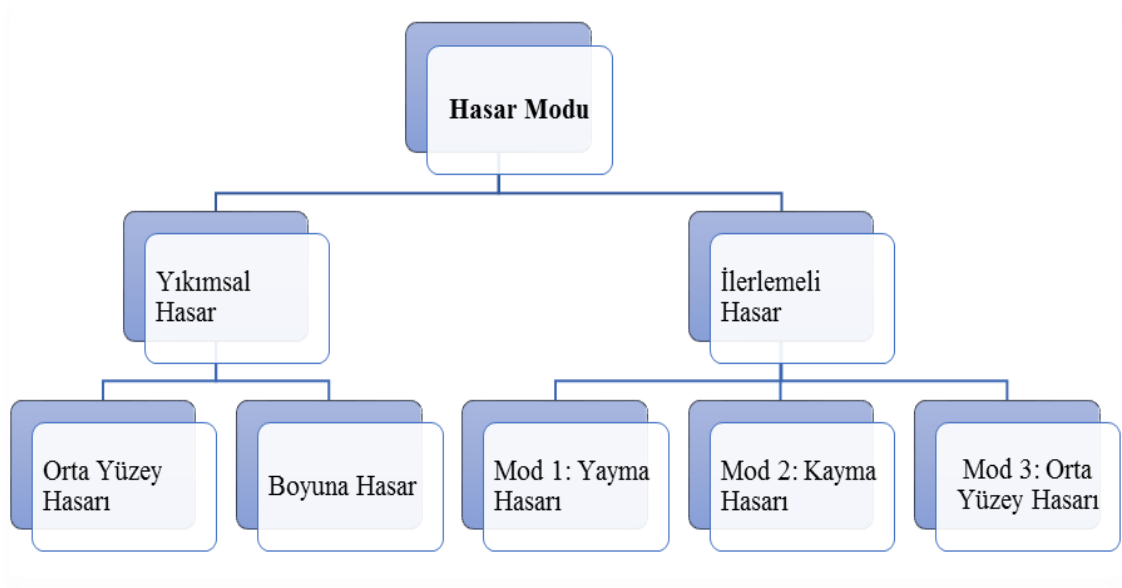 Hasar Modu
Yıkımsal
Hasar
İlerlemeli
Hasar
Orta Yüzey
Hasarı
Boyuna Hasar
Mod 1: Yayma
Hasarı
Mod 2: Kayma
Hasarı
Mod 3: Orta
Yüzey Hasarı